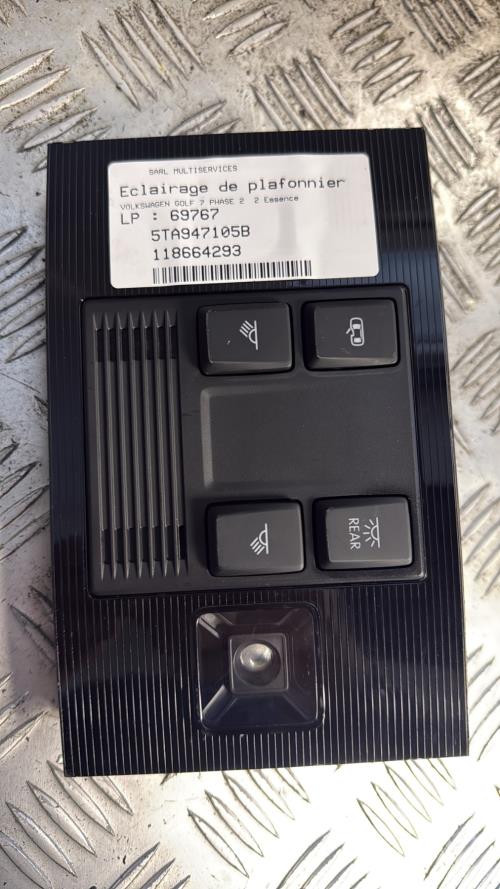 SARL MULTISERVICES
Eclairage de plafonnier
VOLKSWAGEN GOLF 7 PHASE 2 2 Essence
LP : 69767
5TA947105B
118664293
REAR